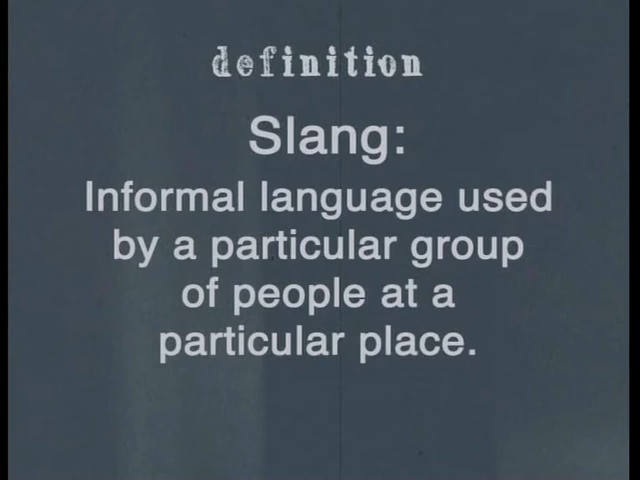 definition
Slang:
Informal language used
by a particular group
of people at a
particular place.